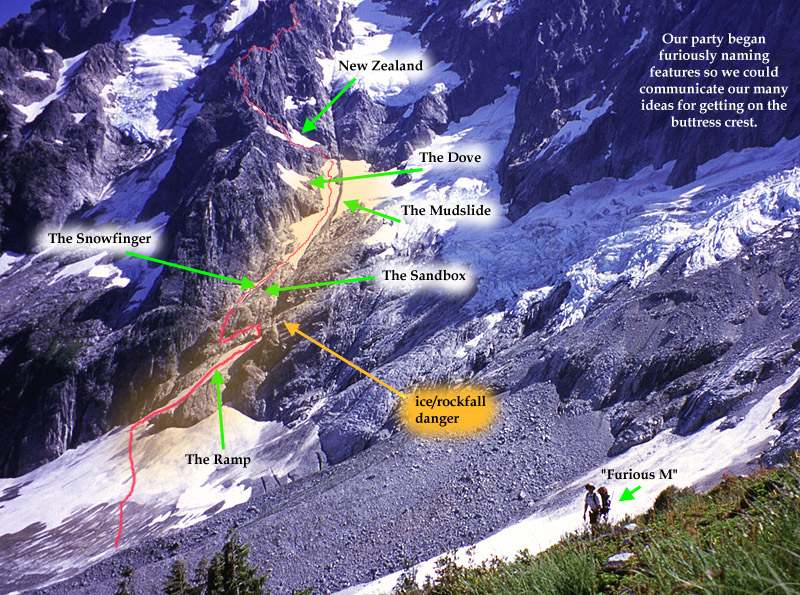 Our party began
furiously naming
features so we could
communicate our many
ideas for getting on the
buttress crest.
New Zealand
The Dove
The Mudslide
The Snowfinger
The Sandbox
ice/rockfall
danger
The Ramp
"Furious M"